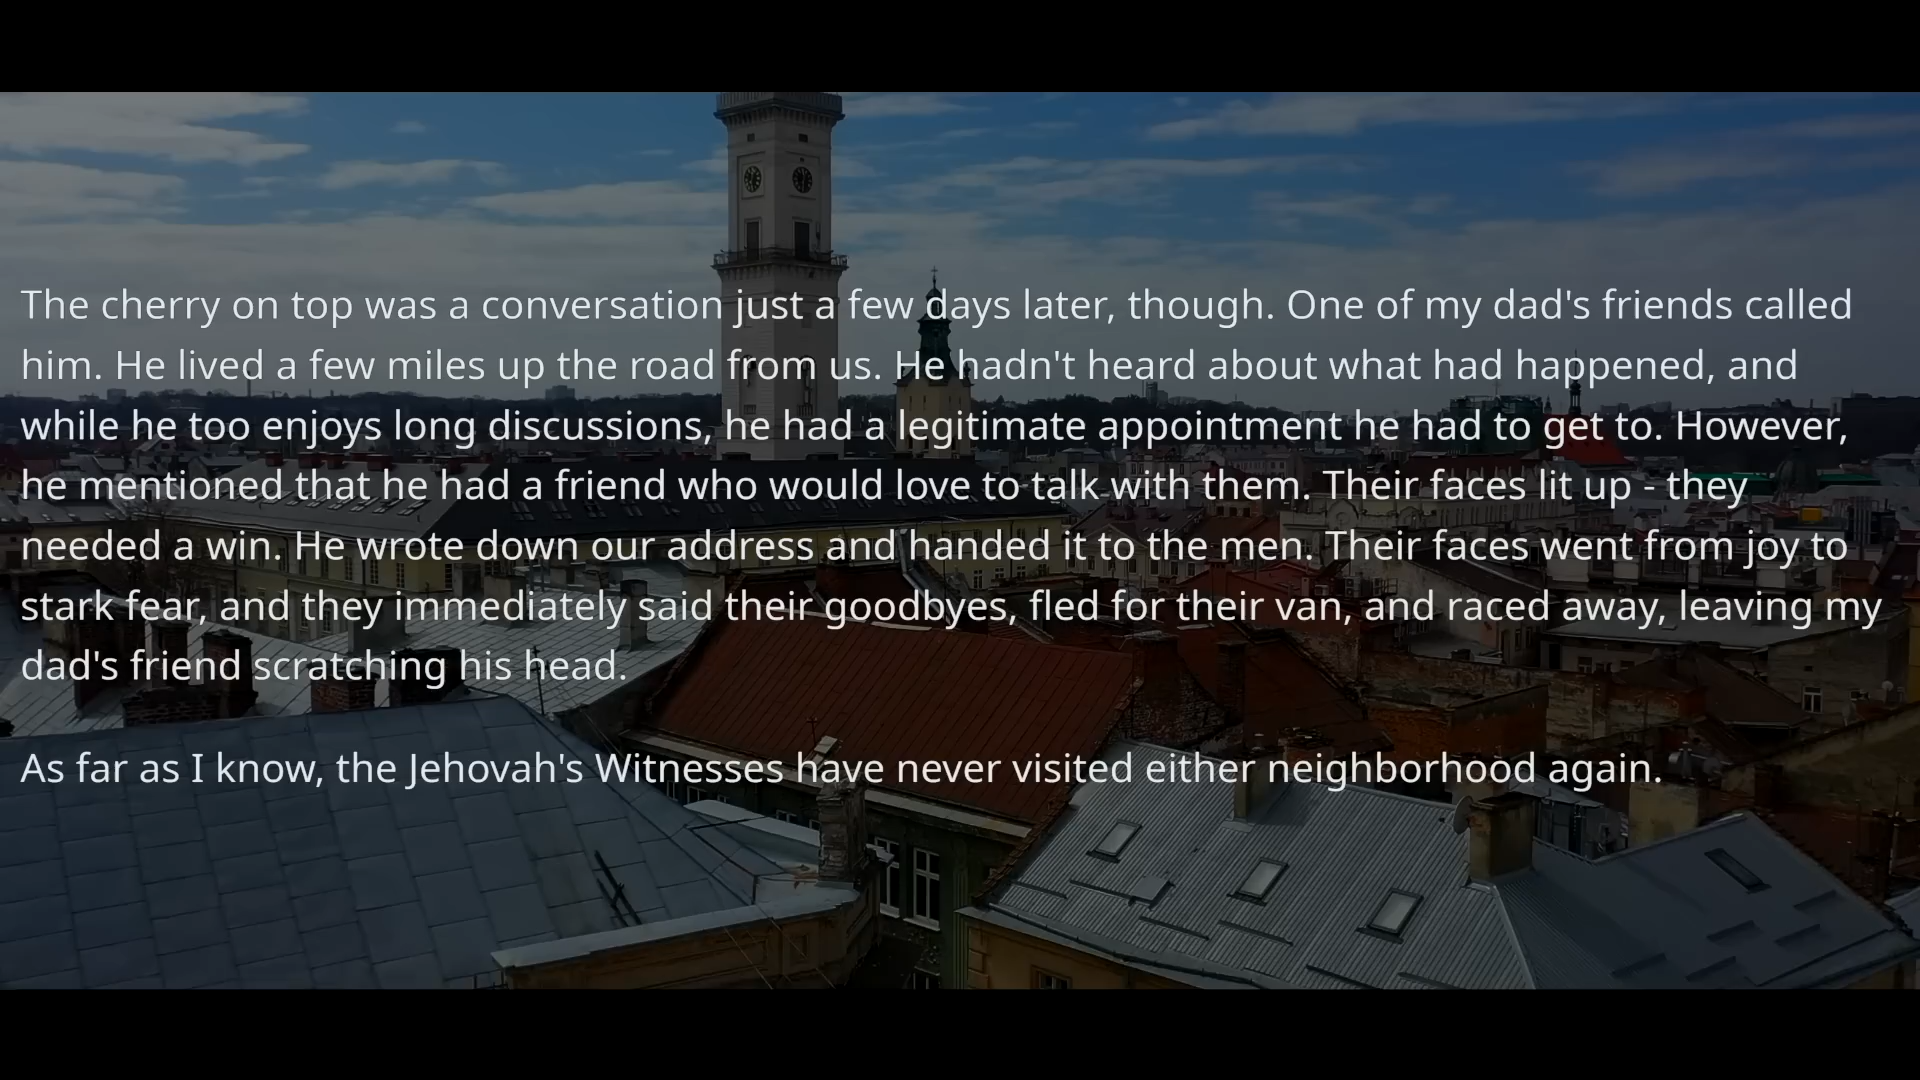 The cherry on top was a conversation just a few days later, though. One of my dad's friends called
him. He lived a few miles up the road from us. He hadn't heard about what had happened, and
while he too enjoys long discussions, he had a legitimate appointment he had to get to. However,
he mentioned that he had a friend who would love to talk with them. Their faces lit up - they
needed a win. He wrote down our address and handed it to the men. Their faces went from joy to
stark fear, and they immediately said their goodbyes, fled for their van, and raced away, leaving my
dad's friend scratching his head.
As far as I know, the Jehovah's Witnesses have never visited either neighborhood again.